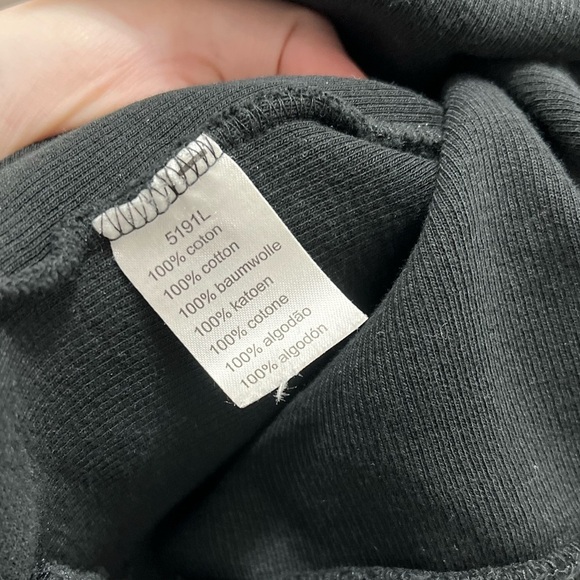 5191L
100% coton
100% cotton
100% baumwolle
100% katoen
100% cotone
100% algodão
100% algodón